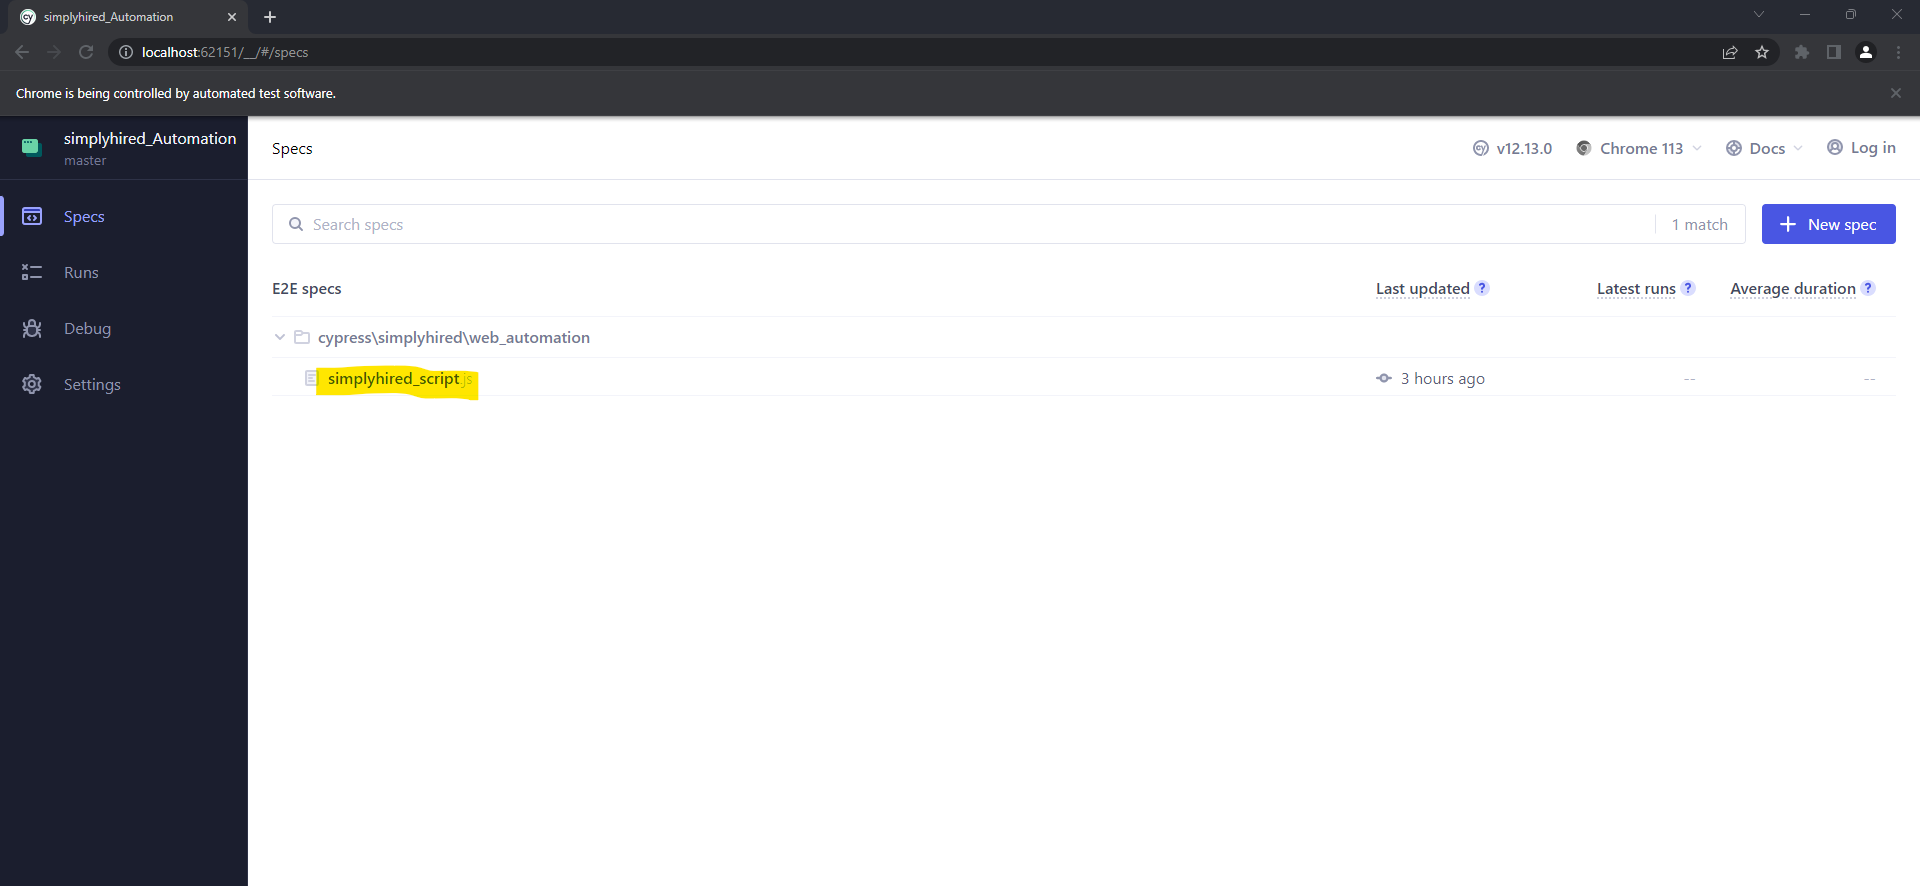 simplyhired_Automation
localhost:62151/__/#/specs
Chrome is being controlled by automated test software.
simplyhired_Automation
master
Specs
Runs
Debug
Settings
Specs
v12.13.0
Chrome 113
Docs
Log in
Search specs
1 match
New spec
E2E specs
Last updated ?
Latest runs ?
Average duration ?
cypress\simplyhired\web_automation
simplyhired_script.js
3 hours ago
--
--